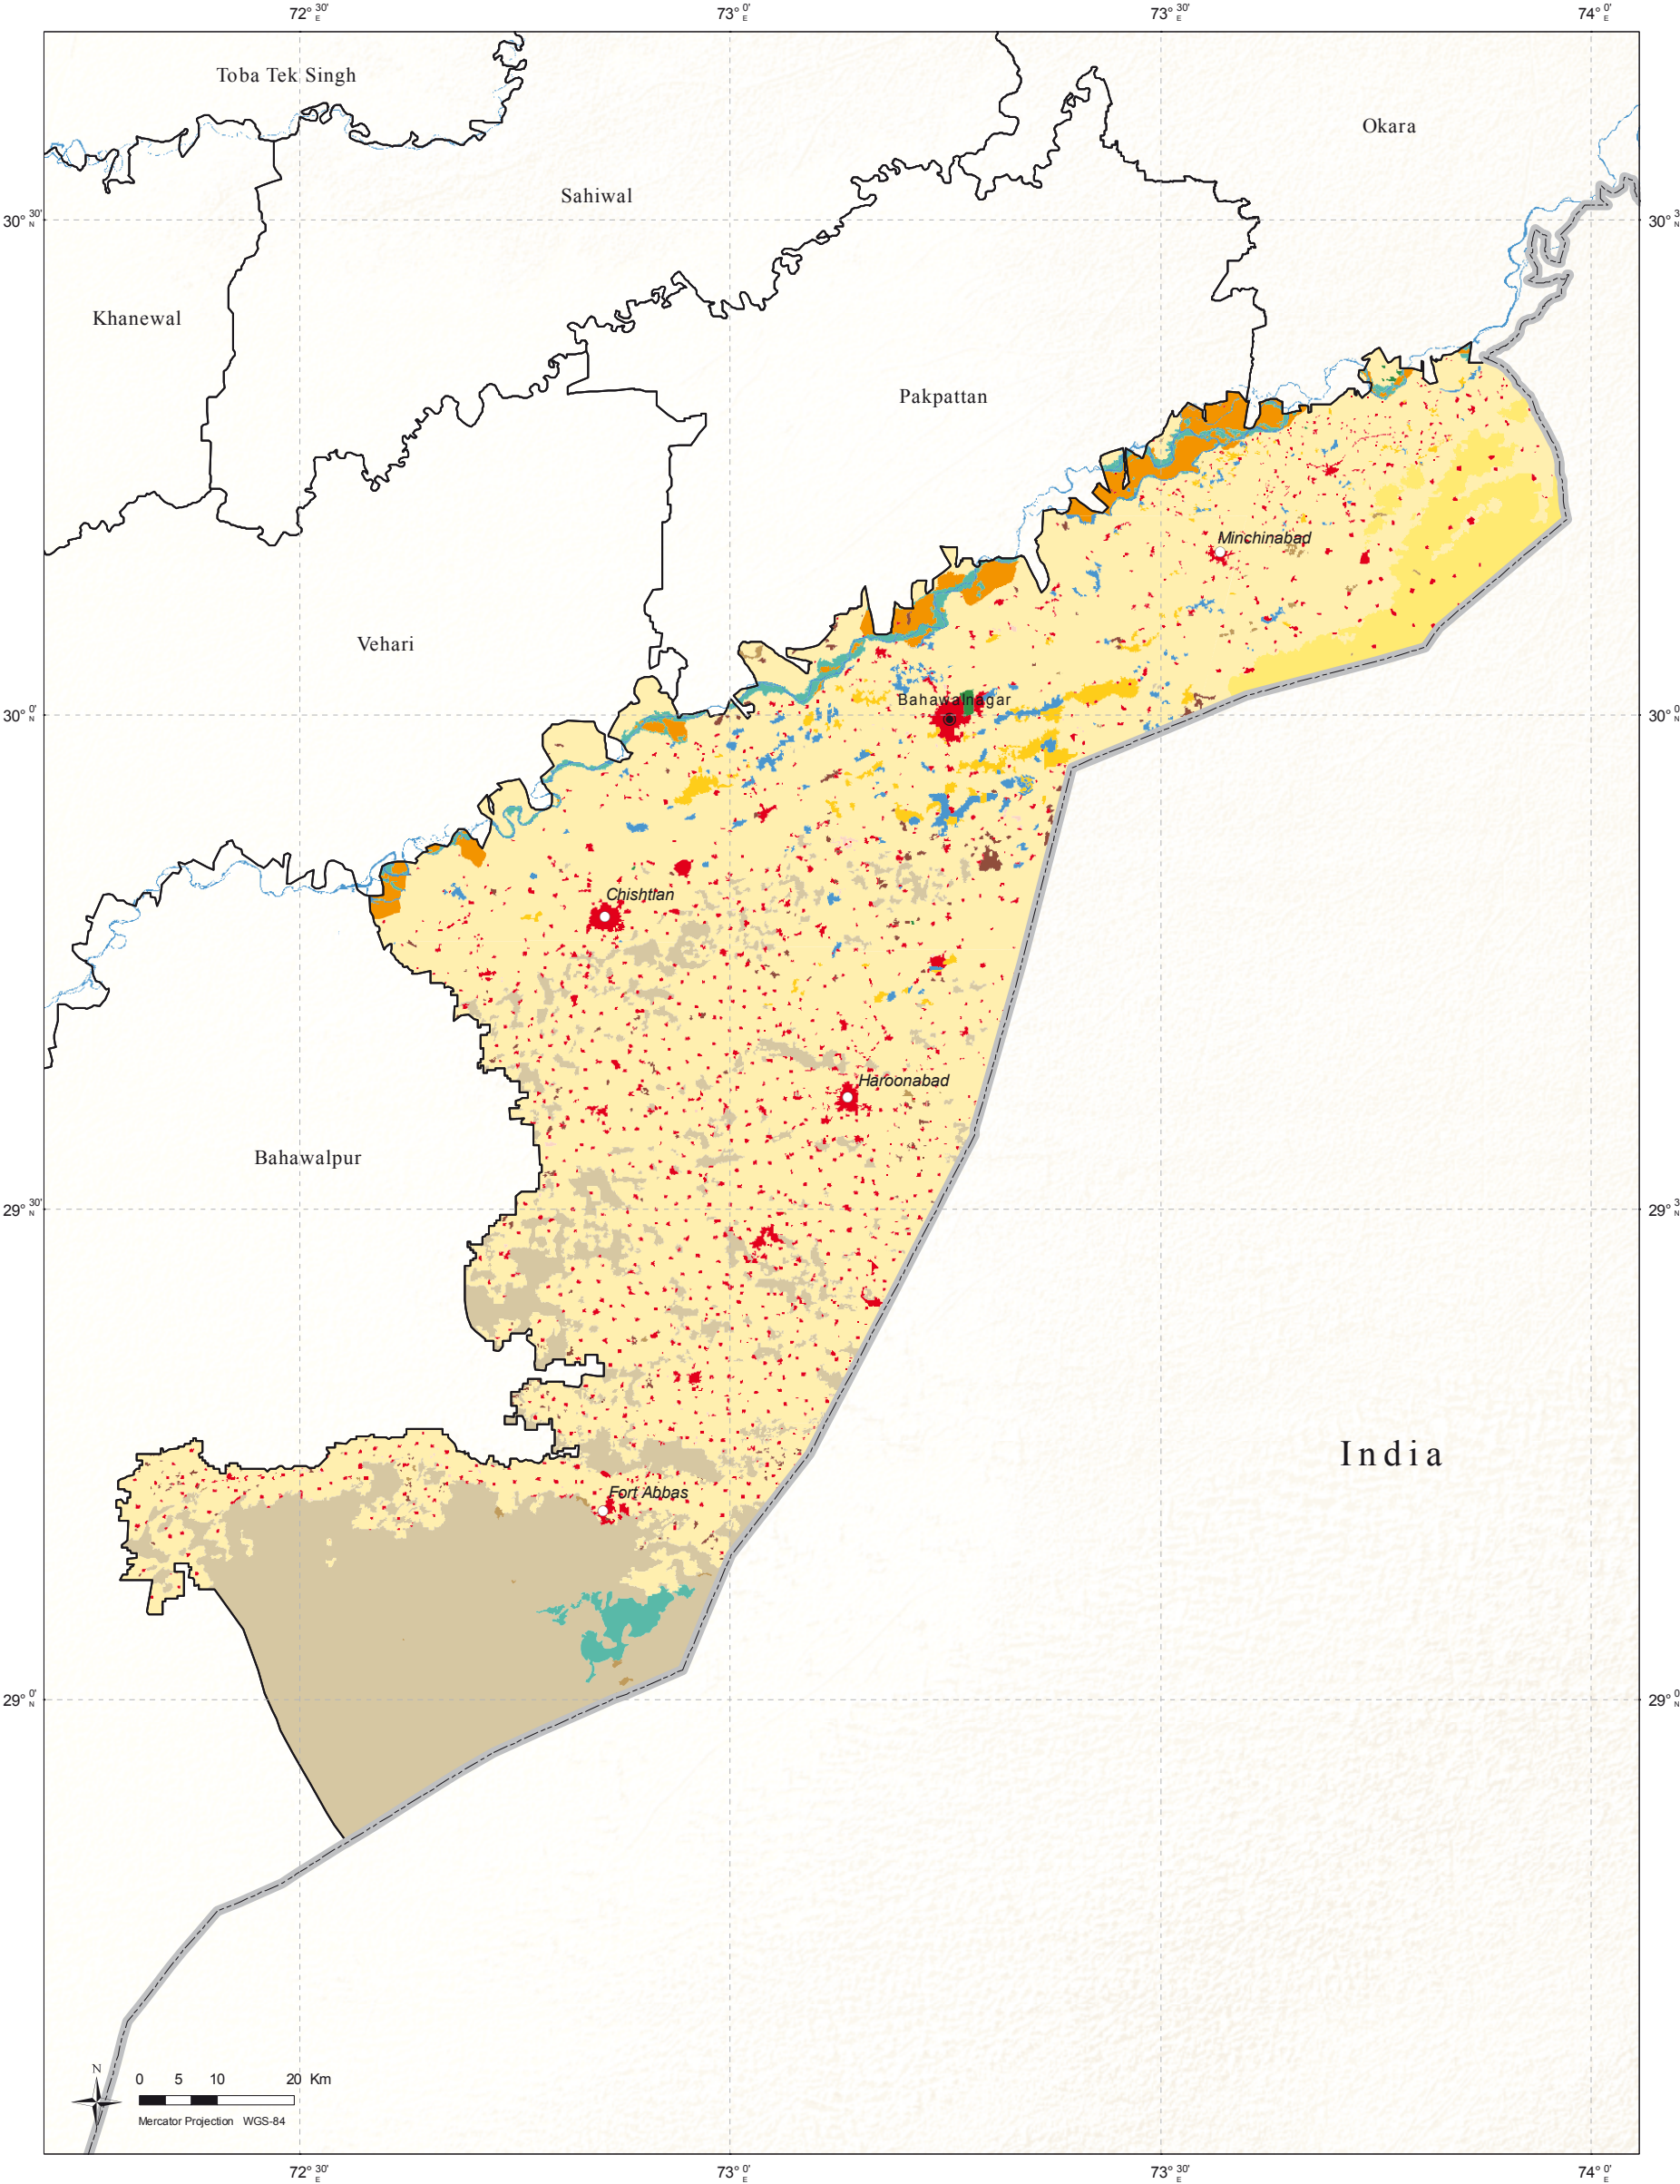 72° 30' E
73° 0' E
73° 30' E
74° 0' E
Toba Tek Singh
Okara
Sahiwal
30° 30' N
30° 3
N
Khanewal
Pakpattan
Minchinabad
Vehari
Bahawalnagar
30° 0' N
30° 0
N
Chishtian
Haroonabad
Bahawalpur
29° 30' N
29° 3
N
India
Fort Abbas
29° 0' N
29° 0
N
N
0 5 10 20 Km
Mercator Projection WGS-84
72° 30' E
73° 0' E
73° 30' E
74° 0' E